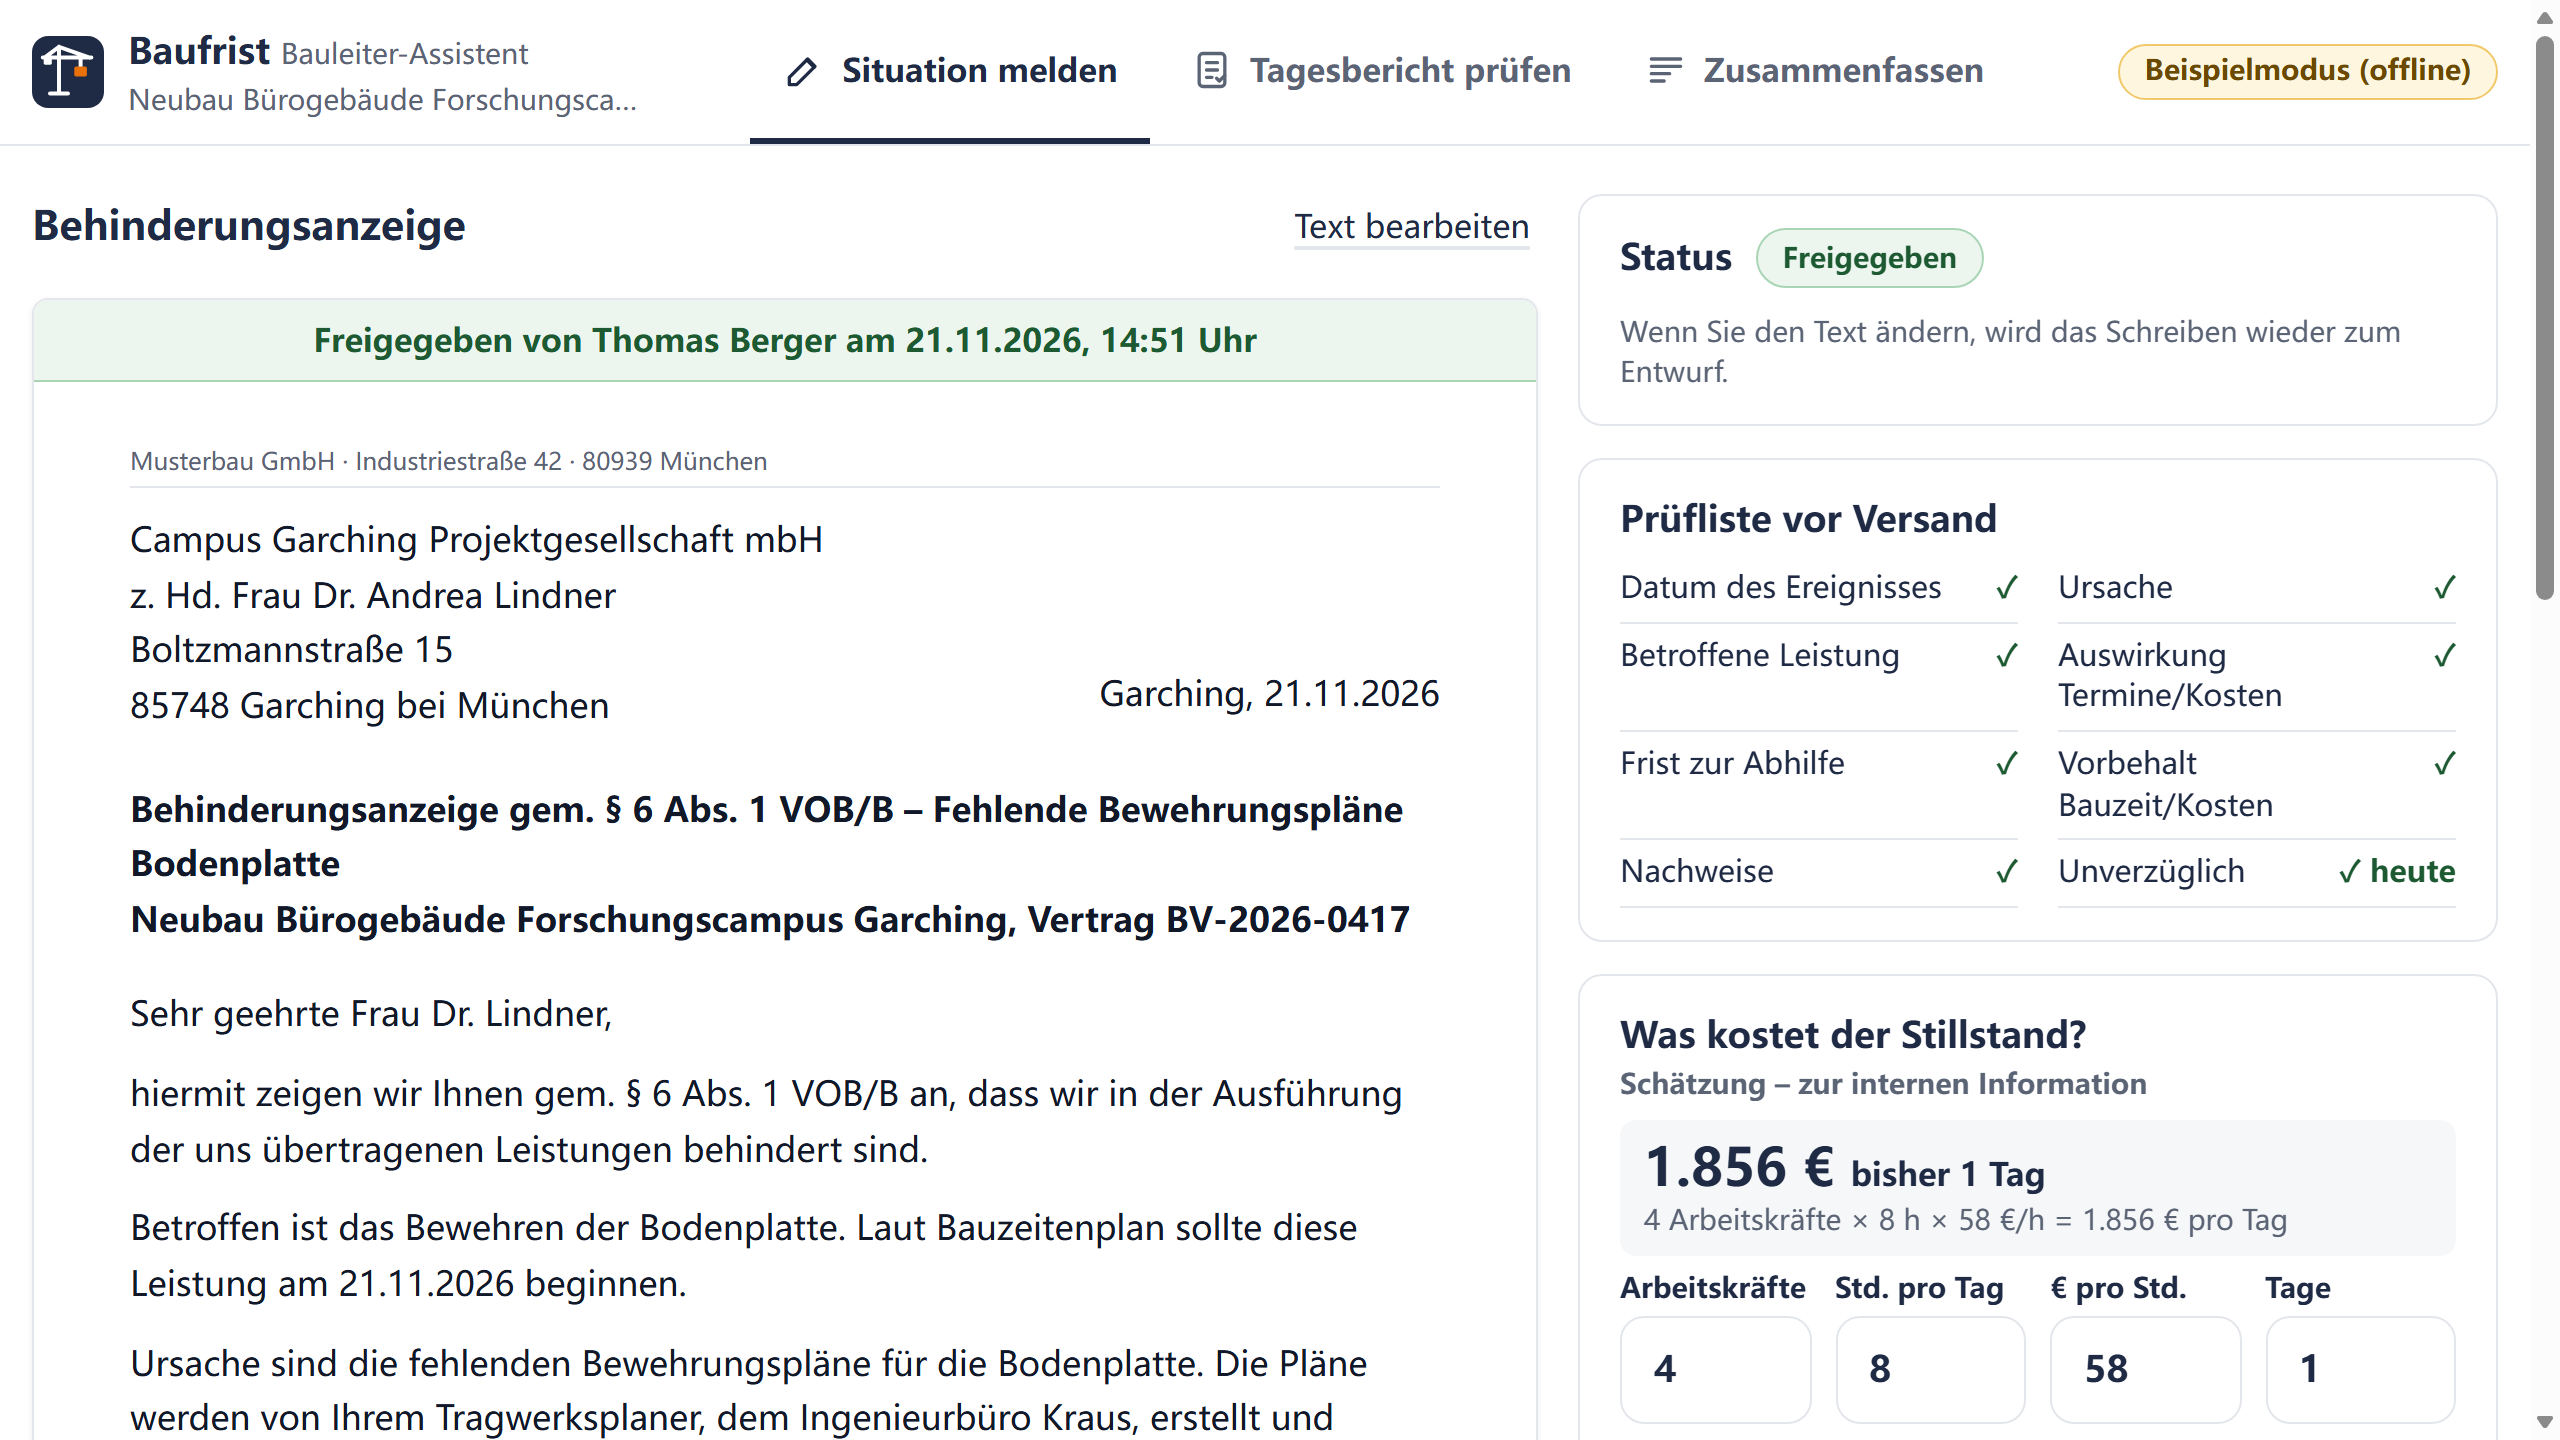 Baufrist Bauleiter-Assistent
Neubau Bürogebäude Forschungsca...
Situation melden
Tagesbericht prüfen
Zusammenfassen
Beispielmodus (offline)
Behinderungsanzeige
Text bearbeiten
Freigegeben von Thomas Berger am 21.11.2026, 14:51 Uhr
Musterbau GmbH · Industriestraße 42 · 80939 München
Campus Garching Projektgesellschaft mbH
z. Hd. Frau Dr. Andrea Lindner
Boltzmannstraße 15
85748 Garching bei München
Garching, 21.11.2026
Behinderungsanzeige gem. § 6 Abs. 1 VOB/B – Fehlende Bewehrungspläne
Bodenplatte
Neubau Bürogebäude Forschungscampus Garching, Vertrag BV-2026-0417
Sehr geehrte Frau Dr. Lindner,
hiermit zeigen wir Ihnen gem. § 6 Abs. 1 VOB/B an, dass wir in der Ausführung
der uns übertragenen Leistungen behindert sind.
Betroffen ist das Bewehren der Bodenplatte. Laut Bauzeitenplan sollte diese
Leistung am 21.11.2026 beginnen.
Ursache sind die fehlenden Bewehrungspläne für die Bodenplatte. Die Pläne
werden von Ihrem Tragwerksplaner, dem Ingenieurbüro Kraus, erstellt und
Status Freigegeben
Wenn Sie den Text ändern, wird das Schreiben wieder zum
Entwurf.
Prüfliste vor Versand
Datum des Ereignisses ✓
Ursache ✓
Betroffene Leistung ✓
Auswirkung ✓
Termine/Kosten
Frist zur Abhilfe ✓
Vorbehalt ✓
Bauzeit/Kosten
Nachweise ✓
Unverzüglich ✓ heute
Was kostet der Stillstand?
Schätzung – zur internen Information
1.856 € bisher 1 Tag
4 Arbeitskräfte × 8 h × 58 €/h = 1.856 € pro Tag
Arbeitskräfte Std. pro Tag € pro Std. Tage
4 8 58 1